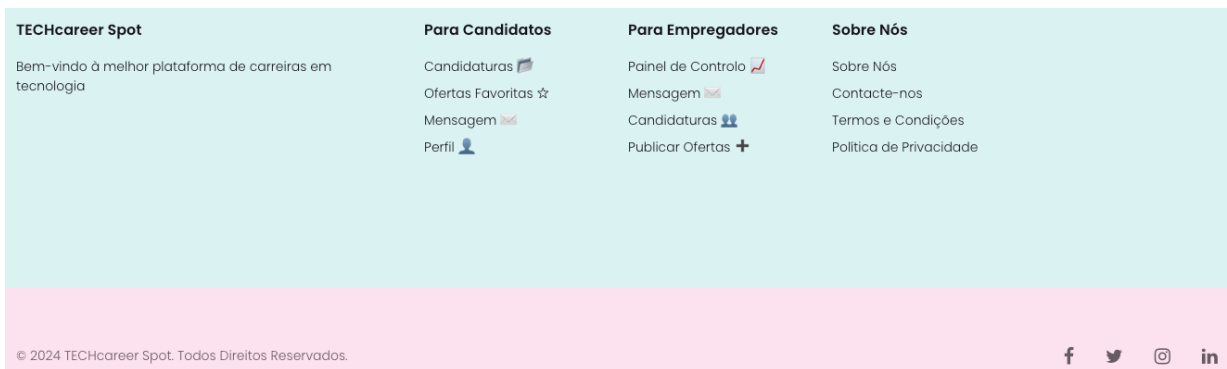 TECHcareer Spot
Bem-vindo à melhor plataforma de carreiras em
tecnologia
Para Candidatos
Candidaturas 📁
Ofertas Favoritas ☆
Mensagem ✉️
Perfil 👤
Para Empregadores
Painel de Controlo 📈
Mensagem ✉️
Candidaturas 👥
Publicar Ofertas ➕
Sobre Nós
Sobre Nós
Contacte-nos
Termos e Condições
Política de Privacidade
© 2024 TECHcareer Spot. Todos Direitos Reservados.